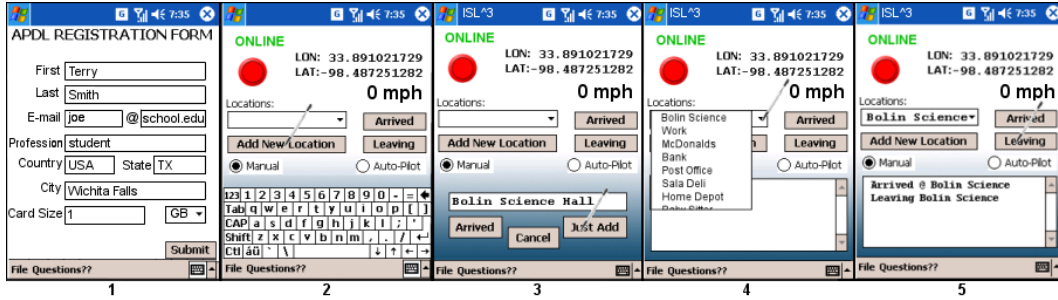 G 7:35
APDL REGISTRATION FORM
First Terry
Last Smith
E-mail joe @ school.edu
Profession student
Country USA State TX
City Wichita Falls
Card Size 1 GB
Submit
File Questions??
1
G 7:35
ONLINE
LON: 33.891021729
LAT:-98.487251282
0 mph
Locations:
Arrived
Add New Location Leaving
Manual Auto-Pilot
123 1 2 3 4 5 6 7 8 9 0 - =
Tab q w e r t y u i o p [ ]
CAP a s d f g h j k l ; '
Shift z x c v b n m , . /
Ctl áü ` \
File Questions??
2
ISL^3 G 7:35
ONLINE
LON: 33.891021729
LAT:-98.487251282
0 mph
Locations:
Arrived
Add New Location Leaving
Manual Auto-Pilot
Bolin Science Hall
Arrived Cancel Just Add
File Questions??
3
ISL^3 G 7:35
ONLINE
LON: 33.891021729
LAT:-98.487251282
0 mph
Locations:
Arrived
Bolin Science
Work
McDonalds
Bank
Post Office
Sala Deli
Home Depot
Leaving
Auto-Pilot
File Questions??
4
ISL^3 G 7:35
ONLINE
LON: 33.891021729
LAT:-98.487251282
0 mph
Locations:
Bolin Science Arrived
Add New Location Leaving
Manual Auto-Pilot
Arrived @ Bolin Science
Leaving Bolin Science
File Questions??
5